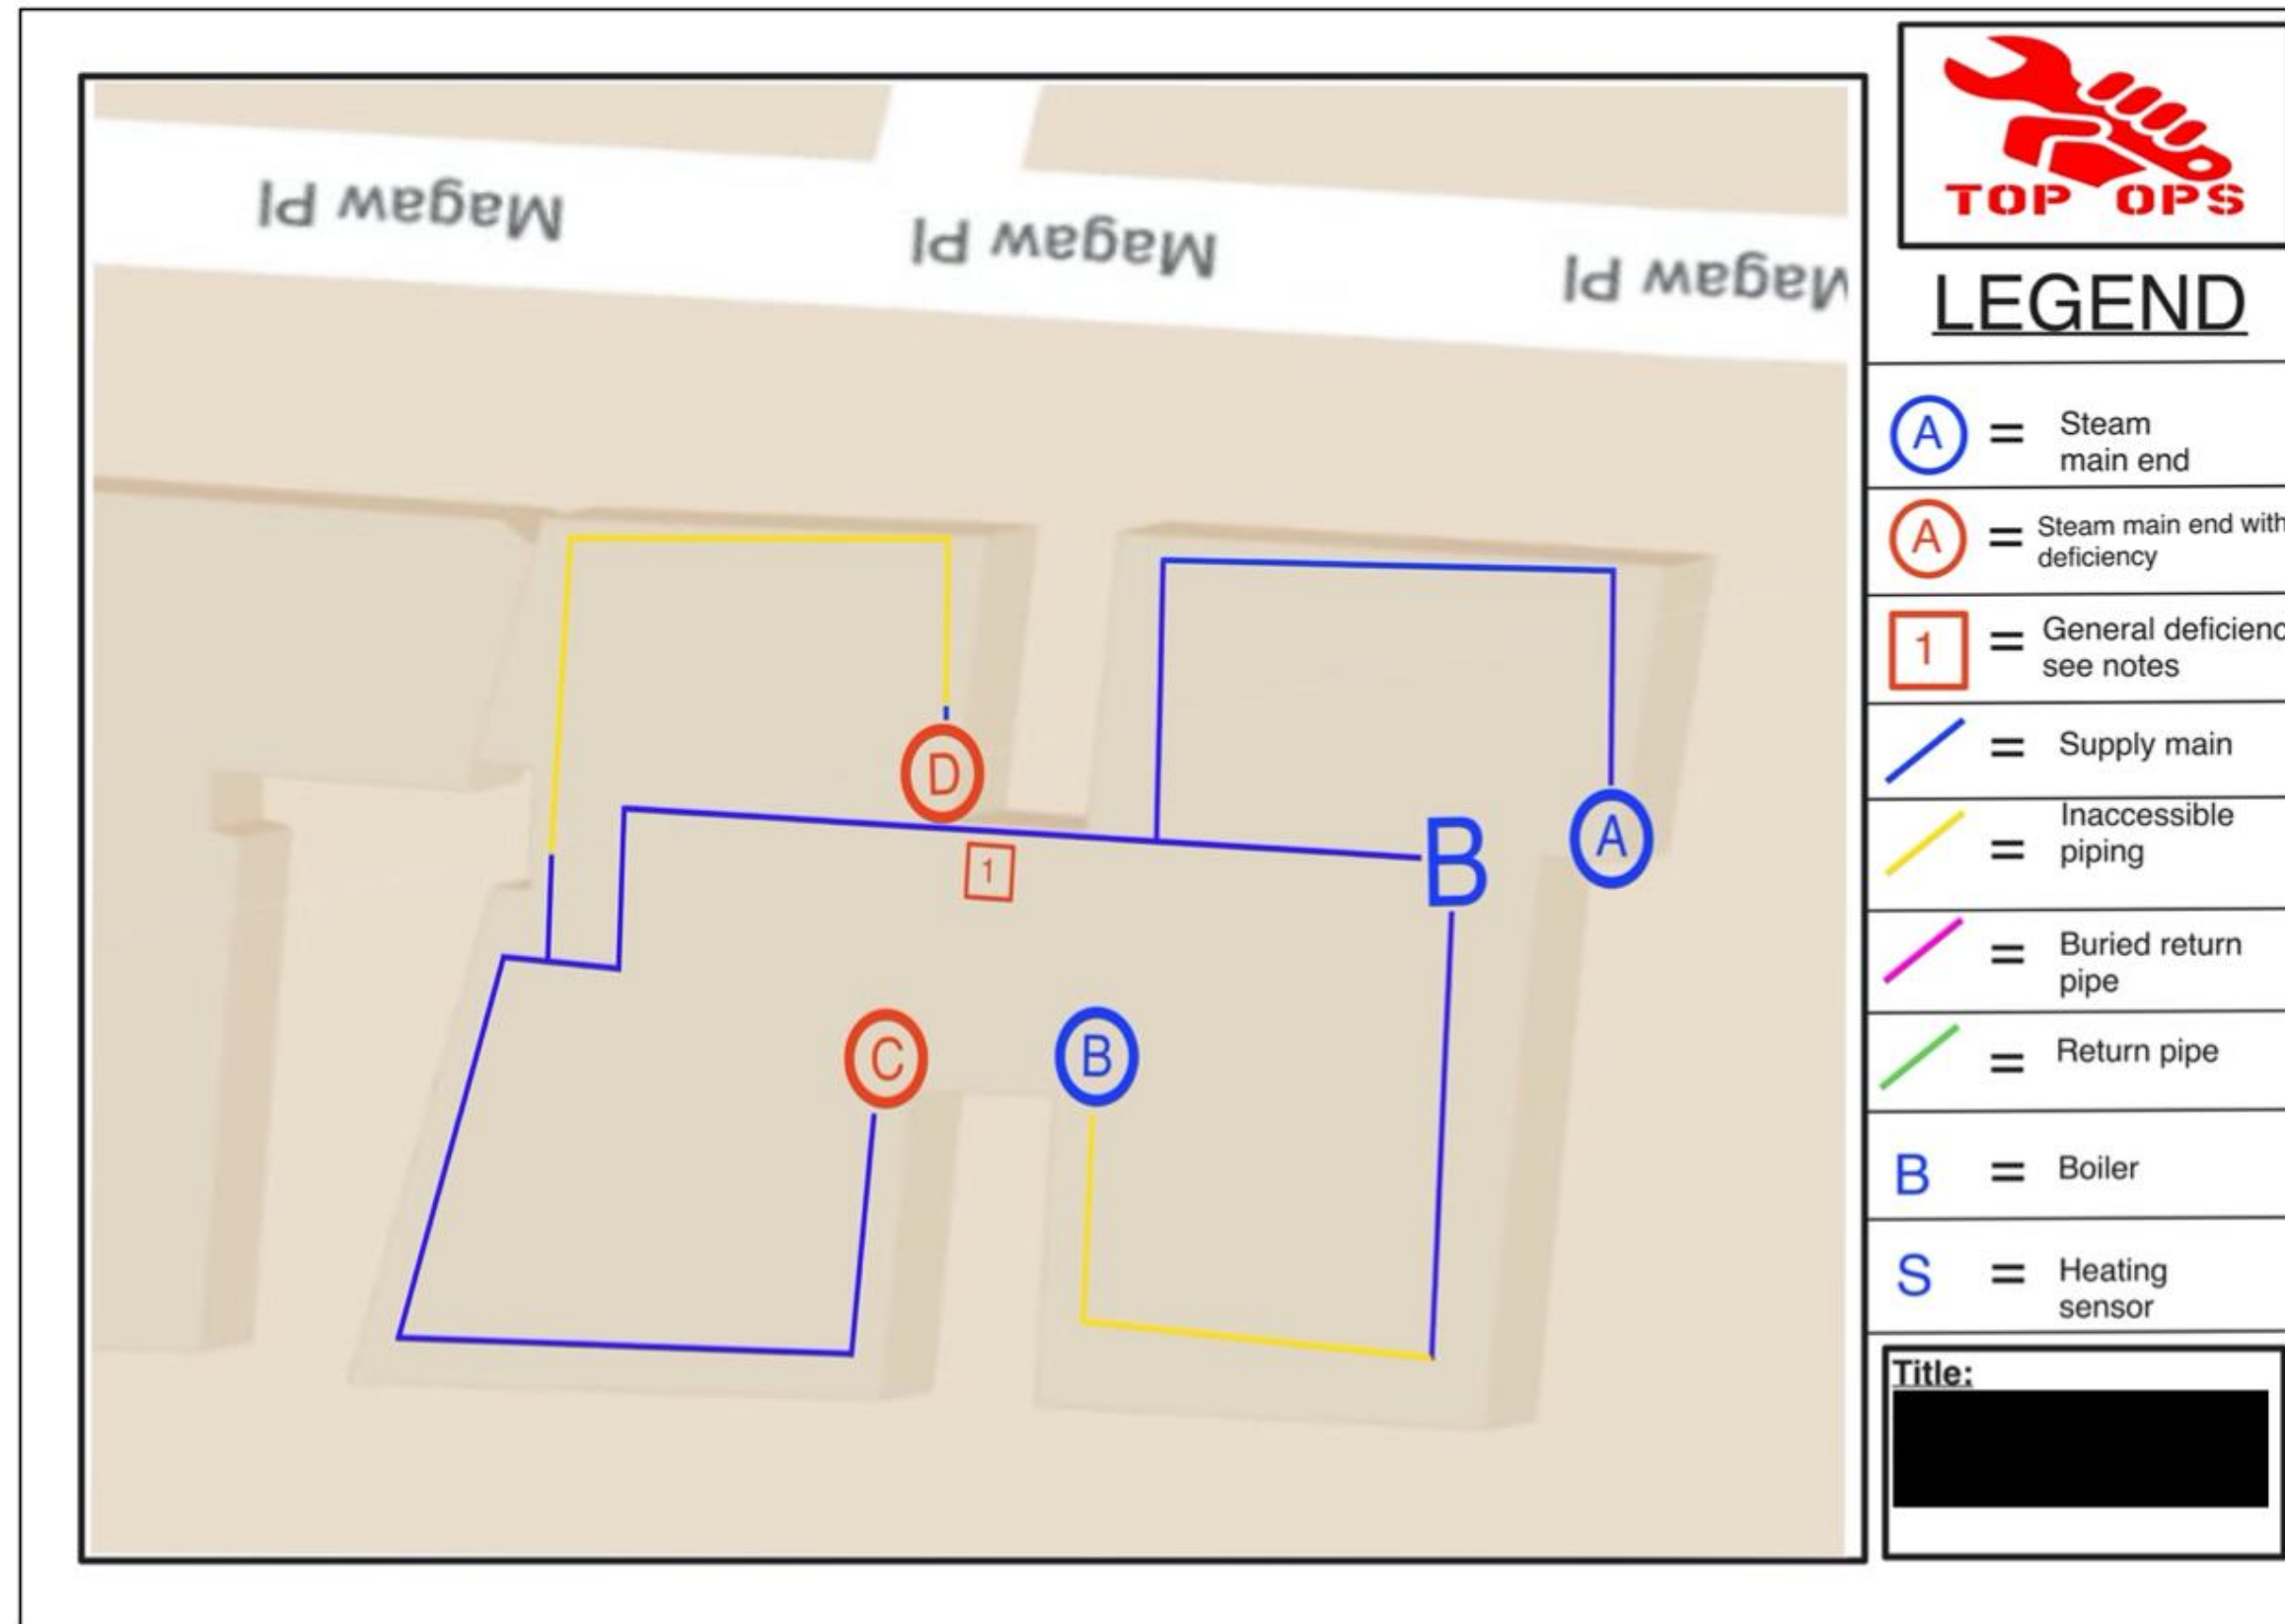 Magaw Pl
Magaw Pl
Magaw Pl
D
1
A
B
C
B
TOP OPS
LEGEND
A = Steam
main end
A = Steam main end with
deficiency
1 = General deficienc
see notes
= Supply main
= Inaccessible
piping
= Buried return
pipe
= Return pipe
B = Boiler
S = Heating
sensor
Title: